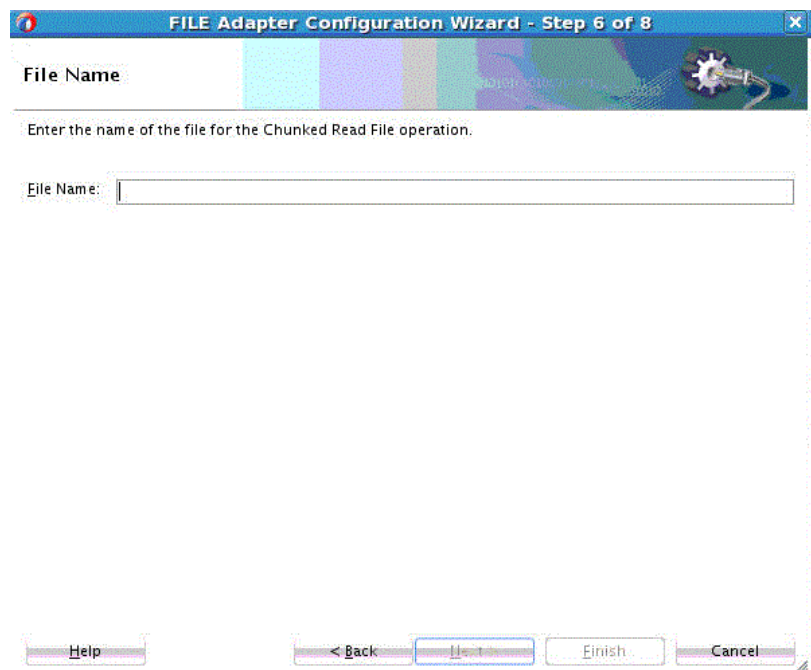 FILE Adapter Configuration Wizard - Step 6 of 8
File Name
Enter the name of the file for the Chunked Read File operation.
File Name:
Help
< Back
Finish
Cancel